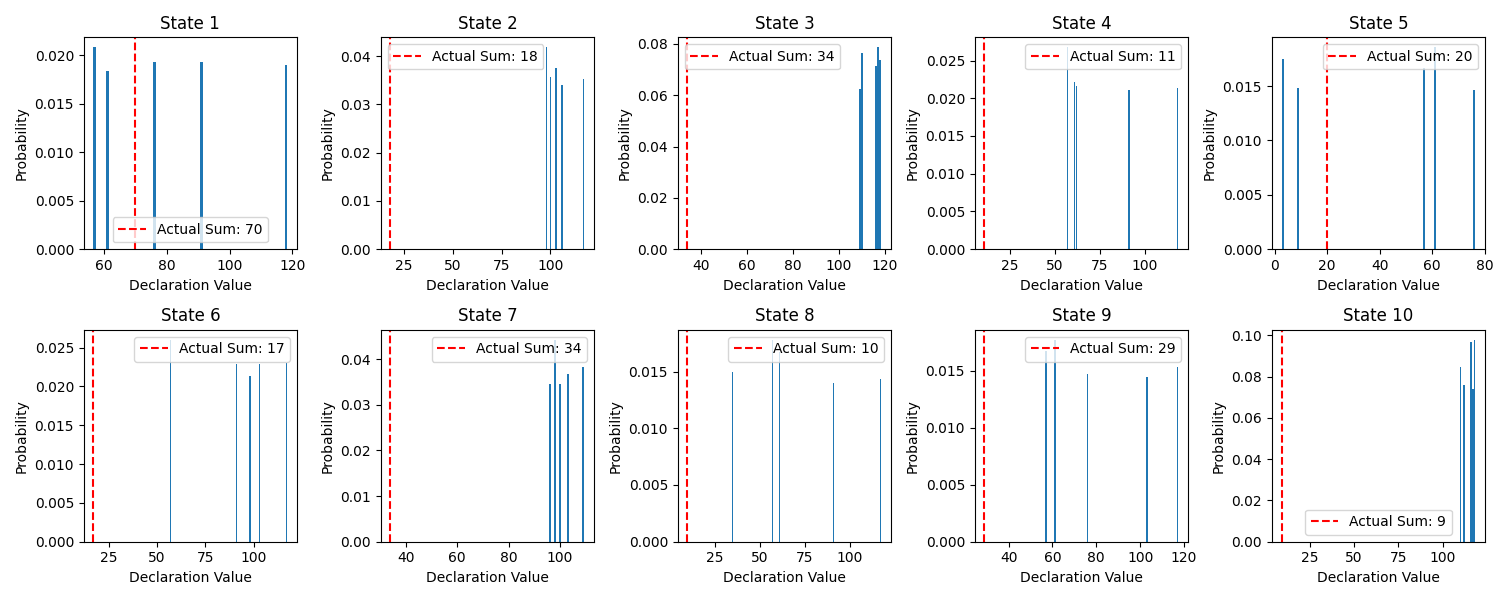 State 1
Probability
0.020
0.015
0.010
0.005
0.000
Actual Sum: 70
60 80 100 120
Declaration Value
State 2
Probability
0.04
0.03
0.02
0.01
0.00
Actual Sum: 18
25 50 75 100
Declaration Value
State 3
Probability
0.08
0.06
0.04
0.02
0.00
Actual Sum: 34
40 60 80 100 120
Declaration Value
State 4
Probability
0.025
0.020
0.015
0.010
0.005
0.000
Actual Sum: 11
25 50 75 100
Declaration Value
State 5
Probability
0.015
0.010
0.005
0.000
Actual Sum: 20
0 20 40 60 80
Declaration Value
State 6
Probability
0.025
0.020
0.015
0.010
0.005
0.000
Actual Sum: 17
25 50 75 100
Declaration Value
State 7
Probability
0.04
0.03
0.02
0.01
0.00
Actual Sum: 34
40 60 80 100
Declaration Value
State 8
Probability
0.015
0.010
0.005
0.000
Actual Sum: 10
25 50 75 100
Declaration Value
State 9
Probability
0.015
0.010
0.005
0.000
Actual Sum: 29
40 60 80 100 120
Declaration Value
State 10
Probability
0.10
0.08
0.06
0.04
0.02
0.00
Actual Sum: 9
25 50 75 100
Declaration Value